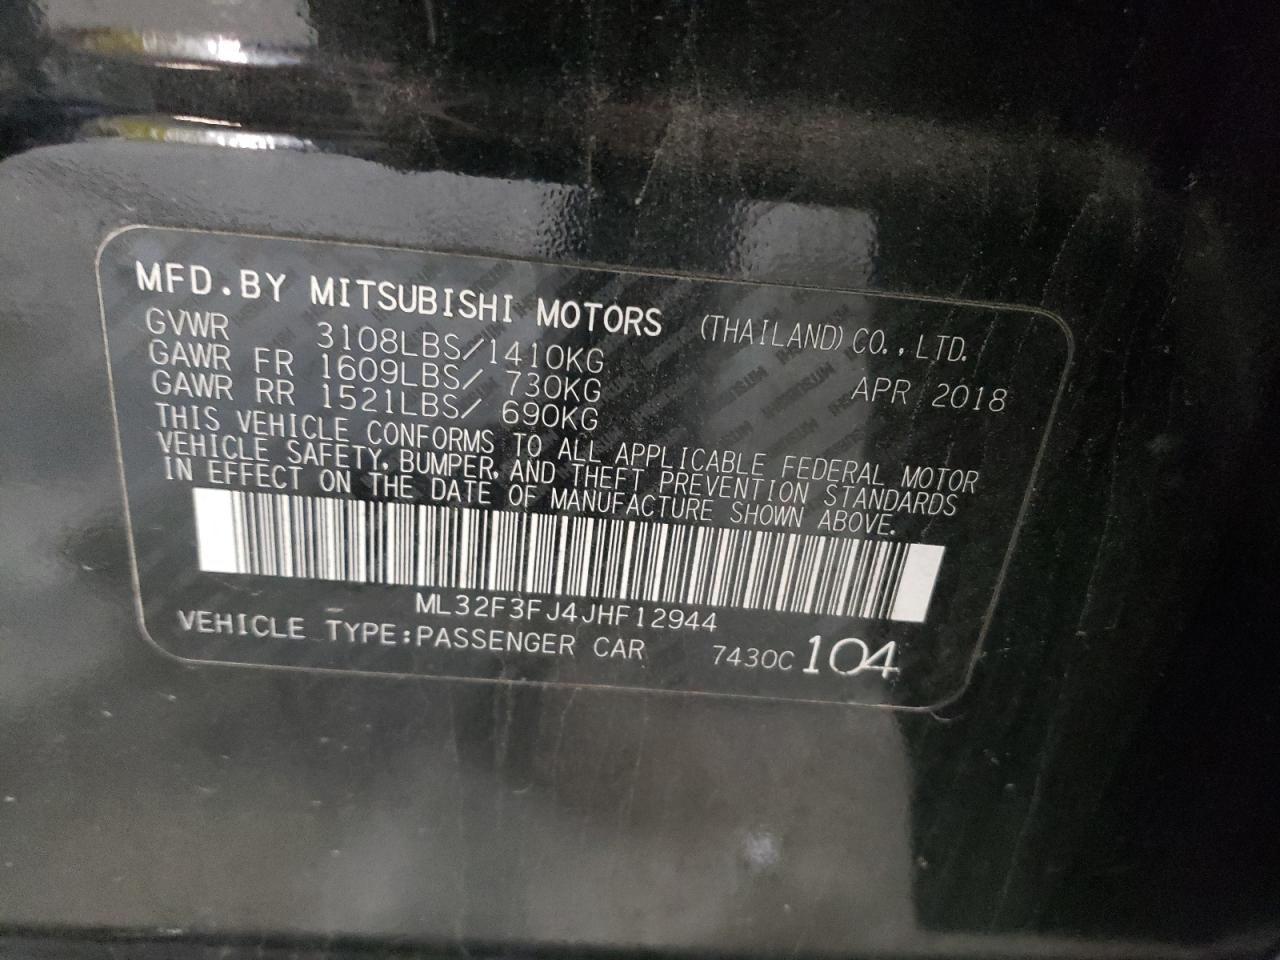 MFD.BY MITSUBISHI MOTORS (THAILAND)CO.,LTD.
GVWR 3108LBS/1410KG
GAWR FR 1609LBS/ 730KG APR 2018
GAWR RR 1521LBS/ 690KG
THIS VEHICLE CONFORMS TO ALL APPLICABLE FEDERAL MOTOR
VEHICLE SAFETY, BUMPER, AND THEFT PREVENTION STANDARDS
IN EFFECT ON THE DATE OF MANUFACTURE SHOWN ABOVE.
ML32F3FJ4JHF12944
VEHICLE TYPE:PASSENGER CAR 7430C 104